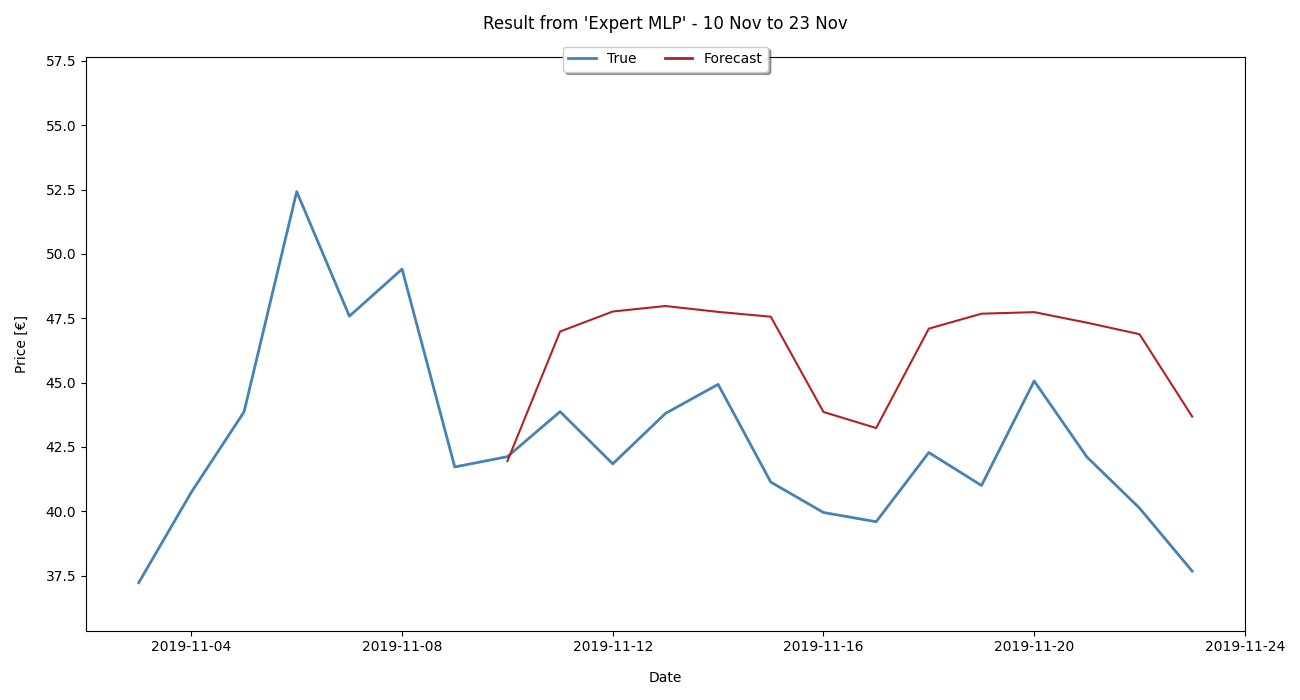 Result from 'Expert MLP' - 10 Nov to 23 Nov
True Forecast
57.5
55.0
52.5
50.0
47.5
45.0
42.5
40.0
37.5
Price [€]
2019-11-04 2019-11-08 2019-11-12 2019-11-16 2019-11-20 2019-11-24
Date